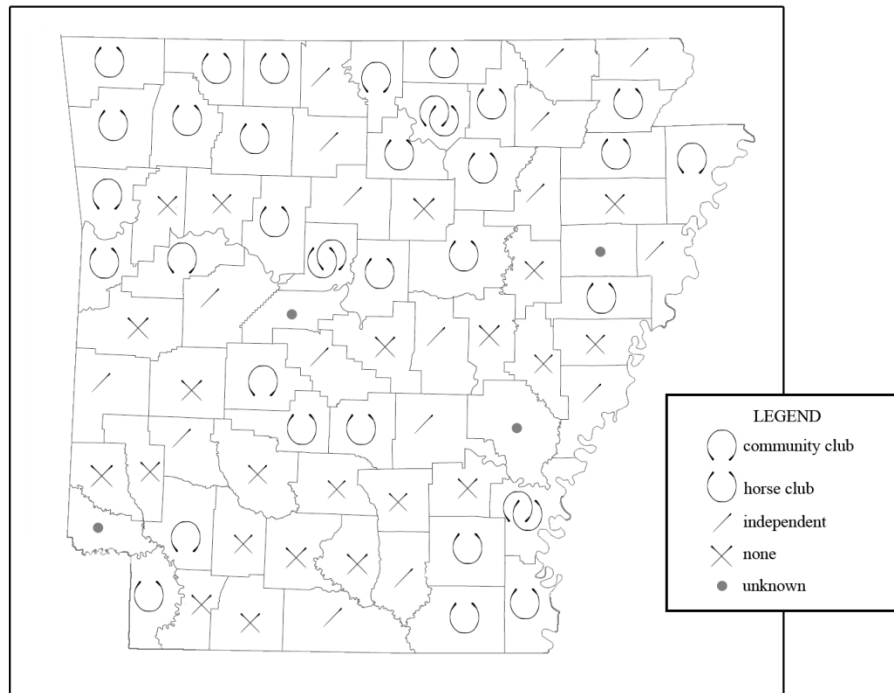 LEGEND
community club
horse club
independent
none
unknown